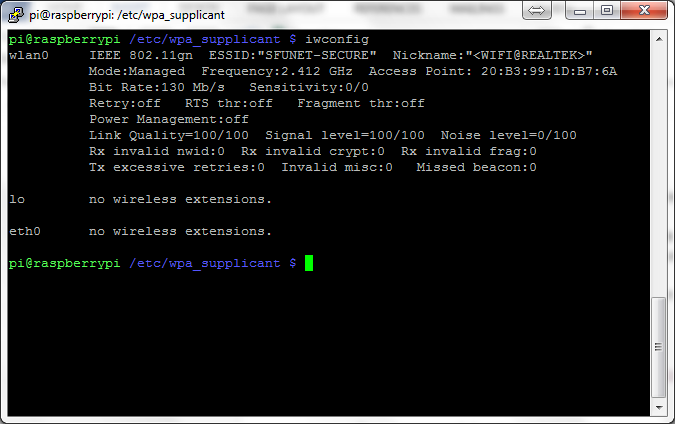 pi@raspberrypi: /etc/wpa_supplicant
pi@raspberrypi /etc/wpa_supplicant $ iwconfig
wlan0     IEEE 802.11gn  ESSID:"SFUNET-SECURE"  Nickname:"<WIFI@REALTEK>"
          Mode:Managed  Frequency:2.412 GHz  Access Point: 20:B3:99:1D:B7:6A
          Bit Rate:130 Mb/s   Sensitivity:0/0
          Retry:off   RTS thr:off   Fragment thr:off
          Power Management:off
          Link Quality=100/100  Signal level=100/100  Noise level=0/100
          Rx invalid nwid:0  Rx invalid crypt:0  Rx invalid frag:0
          Tx excessive retries:0  Invalid misc:0   Missed beacon:0
lo        no wireless extensions.
eth0      no wireless extensions.
pi@raspberrypi /etc/wpa_supplicant $